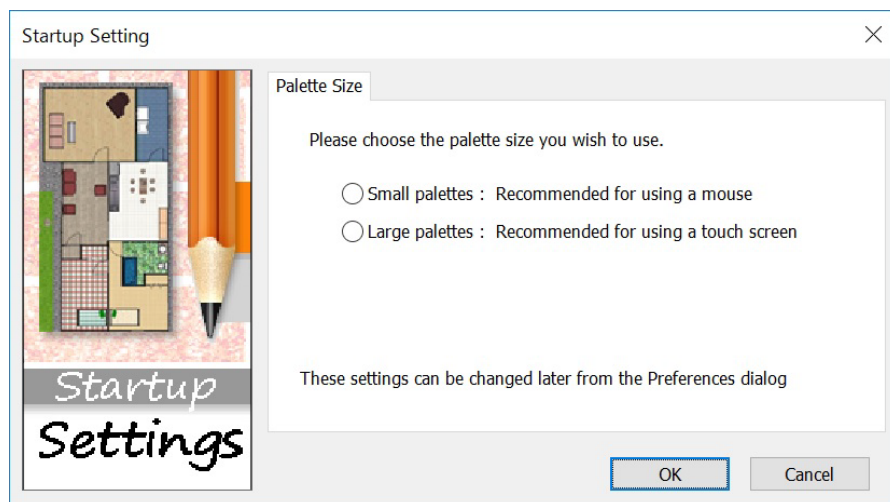 Startup Setting
Palette Size
Please choose the palette size you wish to use.
Small palettes : Recommended for using a mouse
Large palettes : Recommended for using a touch screen
These settings can be changed later from the Preferences dialog
Startup
Settings
OK
Cancel